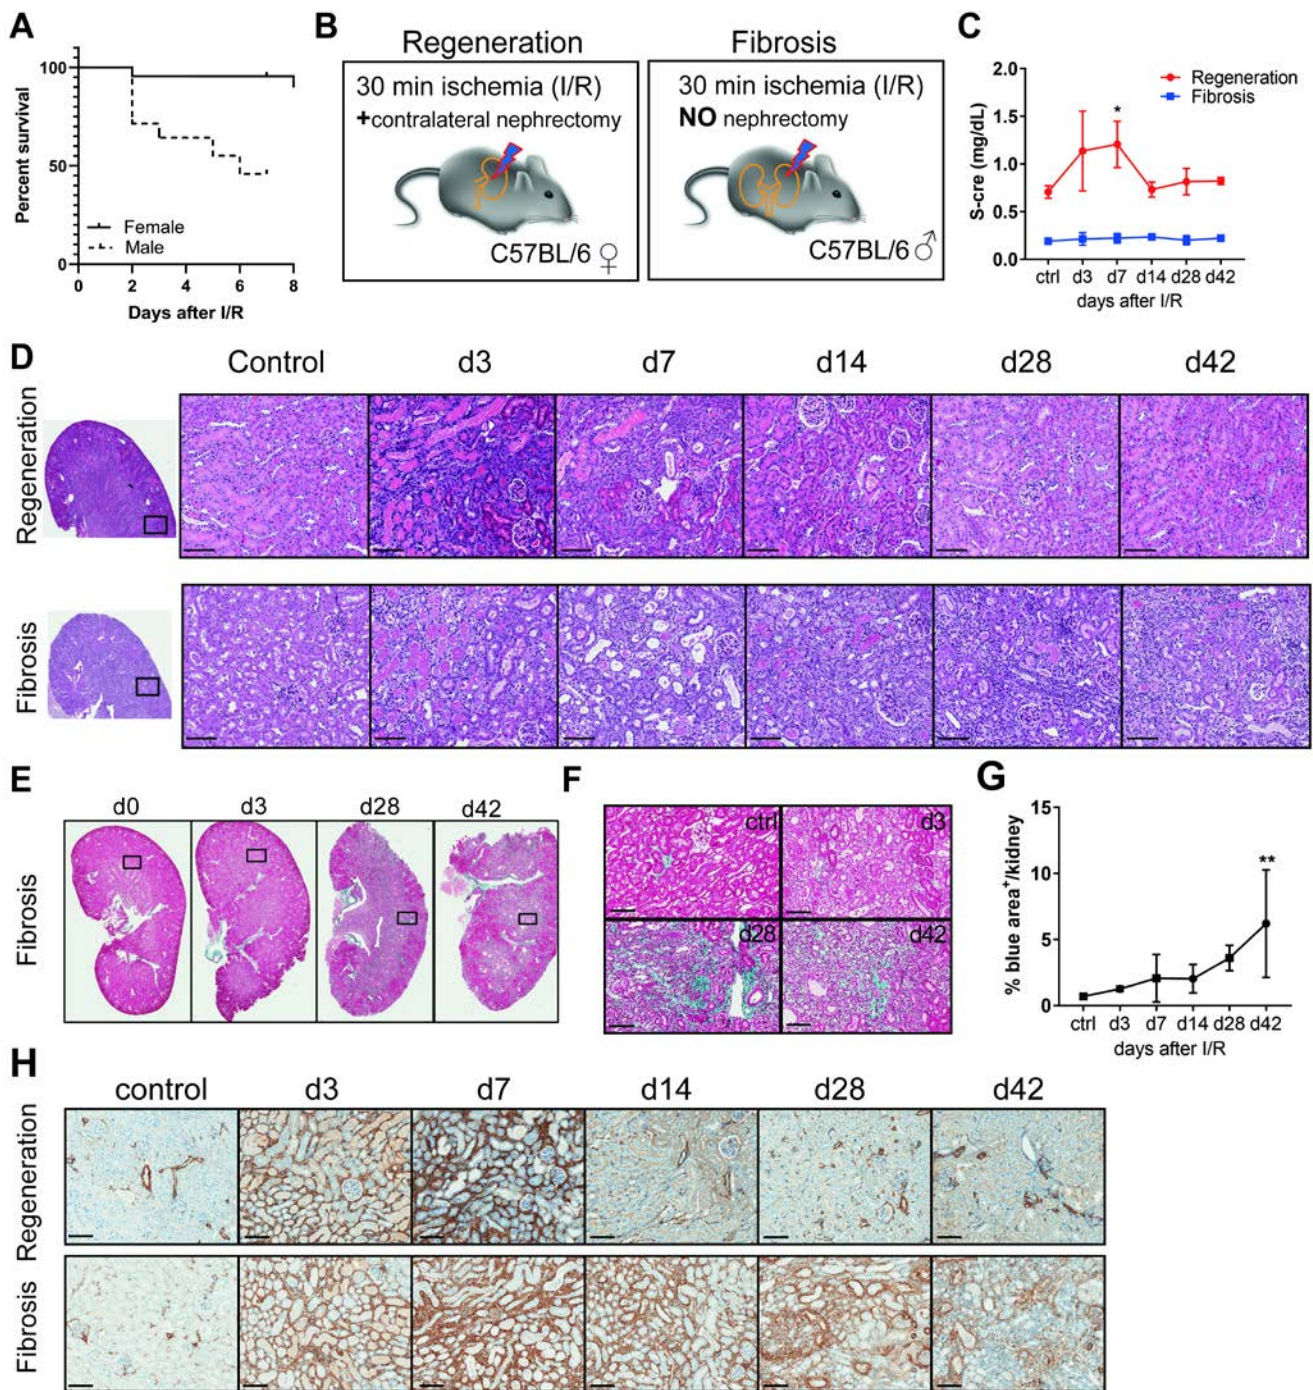 A
100
50
0
Percent survival
Female
Male
0 2 4 6 8
Days after I/R
B
Regeneration
30 min ischemia (I/R)
+contralateral nephrectomy
C57BL/6 ♀
Fibrosis
30 min ischemia (I/R)
NO nephrectomy
C57BL/6 ♂
C
2.0
1.5
1.0
0.5
0.0
S-cre (mg/dL)
Regeneration
Fibrosis
*
ctrl d3 d7 d14 d28 d42
days after I/R
D
Control d3 d7 d14 d28 d42
Regeneration
Fibrosis
E
d0 d3 d28 d42
Fibrosis
F
ctrl d3
d28 d42
G
15
10
5
0
% blue area+/kidney
**
ctrl d3 d7 d14 d28 d42
days after I/R
H
control d3 d7 d14 d28 d42
Regeneration
Fibrosis